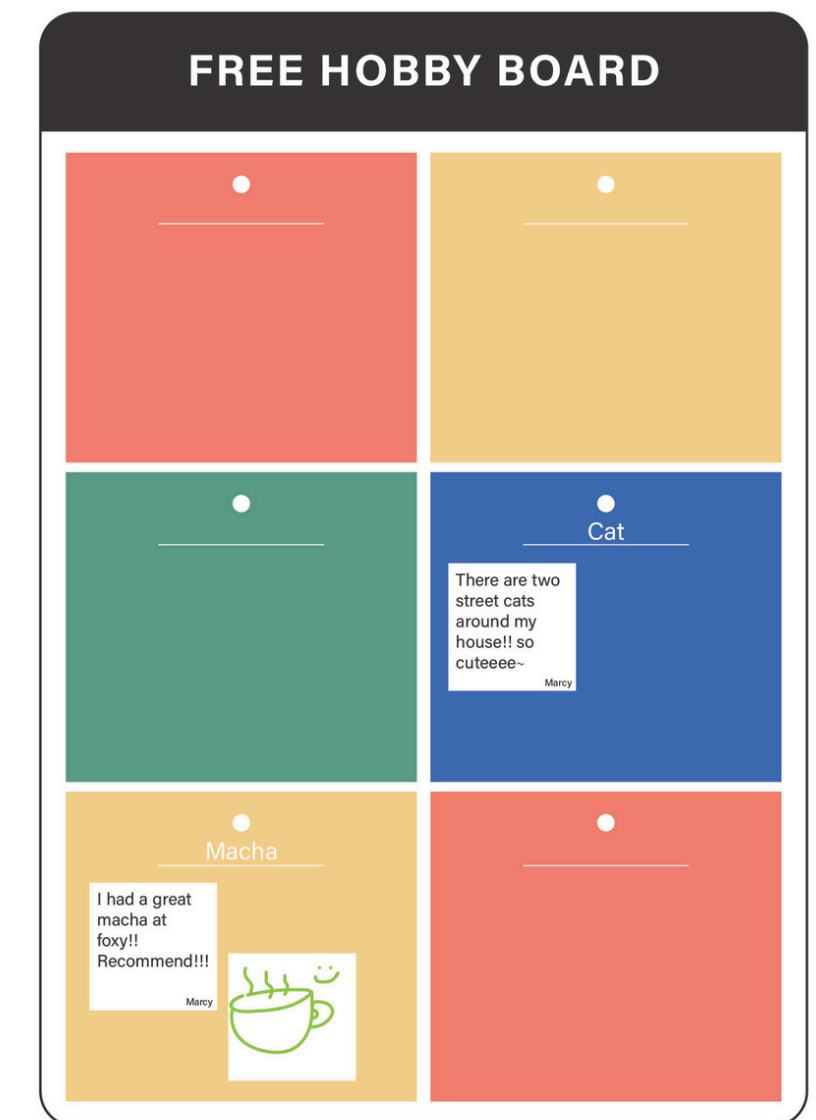 FREE HOBBY BOARD
Cat
There are two
street cats
around my
house!! so
cuteeee~
Marcy
Macha
I had a great
macha at
foxy!!
Recommend!!!
Marcy